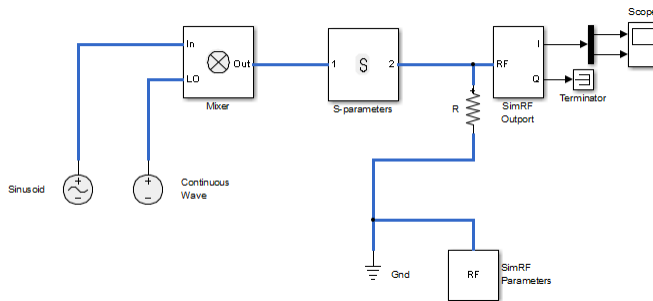 Scope
In
LO
Out
Mixer
1
S
2
S-parameters
RF
I
Q
SimRF
Outport
Terminator
R
Sinusoid
Continuous
Wave
Gnd
RF
SimRF
Parameters